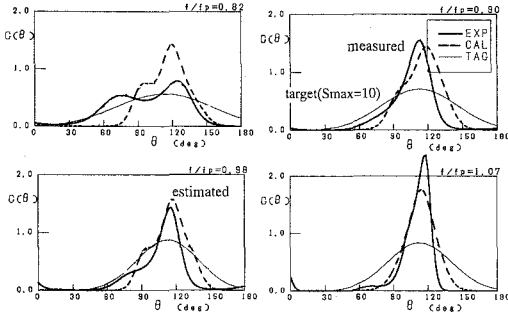 f/fp=0.82
2.0
G(θ)
1.0
0.0
0 30 60 90 120 150 180
θ (deg)
f/fp=0.90
2.0
EXP
CAL
TAG
measured
G(θ)
1.0
target(Smax=10)
0.0
0 30 60 90 120 150 180
θ (deg)
f/fp=0.98
2.0
estimated
G(θ)
1.0
0.0
0 30 60 90 120 150 180
θ (deg)
f/fp=1.07
2.0
G(θ)
1.0
0.0
0 30 60 90 120 150 180
θ (deg)